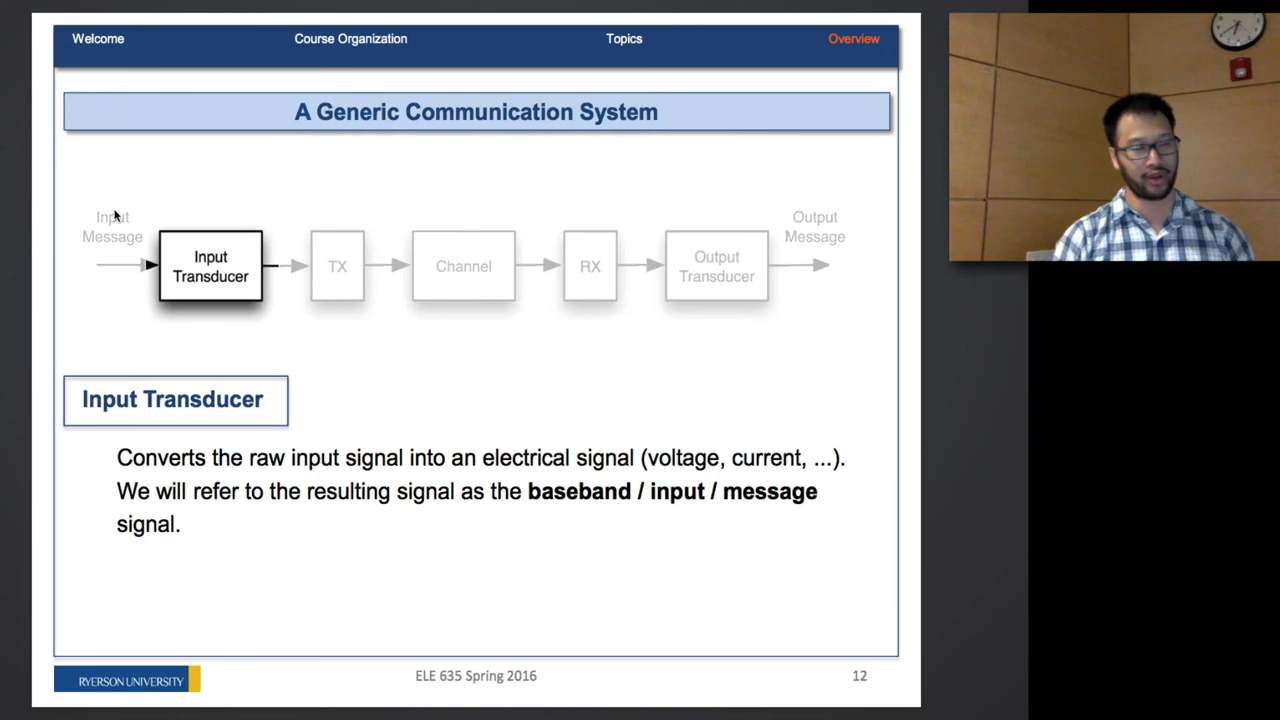 Welcome Course Organization Topics Overview
A Generic Communication System
Input
Message
Input
Transducer
TX
Channel
RX
Output
Transducer
Output
Message
Input Transducer
Converts the raw input signal into an electrical signal (voltage, current, ...).
We will refer to the resulting signal as the baseband / input / message
signal.
RYERSON UNIVERSITY ELE 635 Spring 2016 12